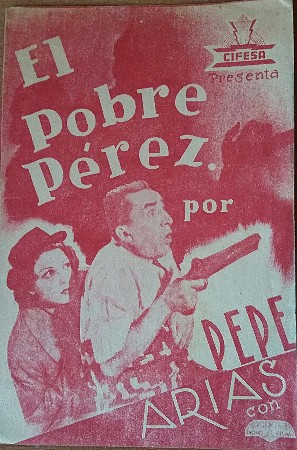 CIFESA
Presenta
El
pobre
pérez.
por
PEPE
ARIAS
con